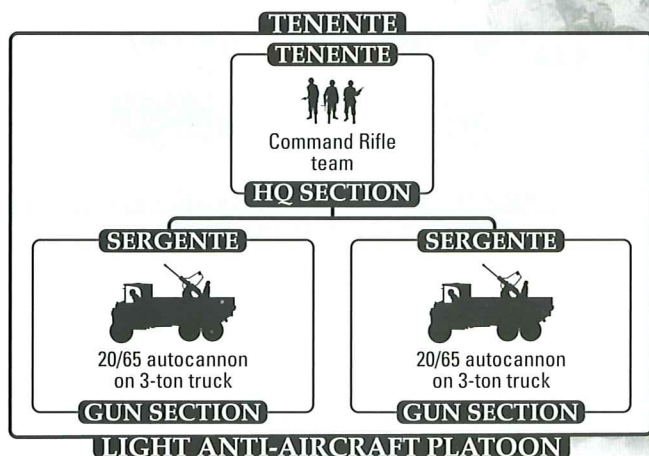 TENENTE
TENENTE
Command Rifle
team
HQ SECTION
SERGENTE
20/65 autocannon
on 3-ton truck
GUN SECTION
SERGENTE
20/65 autocannon
on 3-ton truck
GUN SECTION
LIGHT ANTI-AIRCRAFT PLATOON